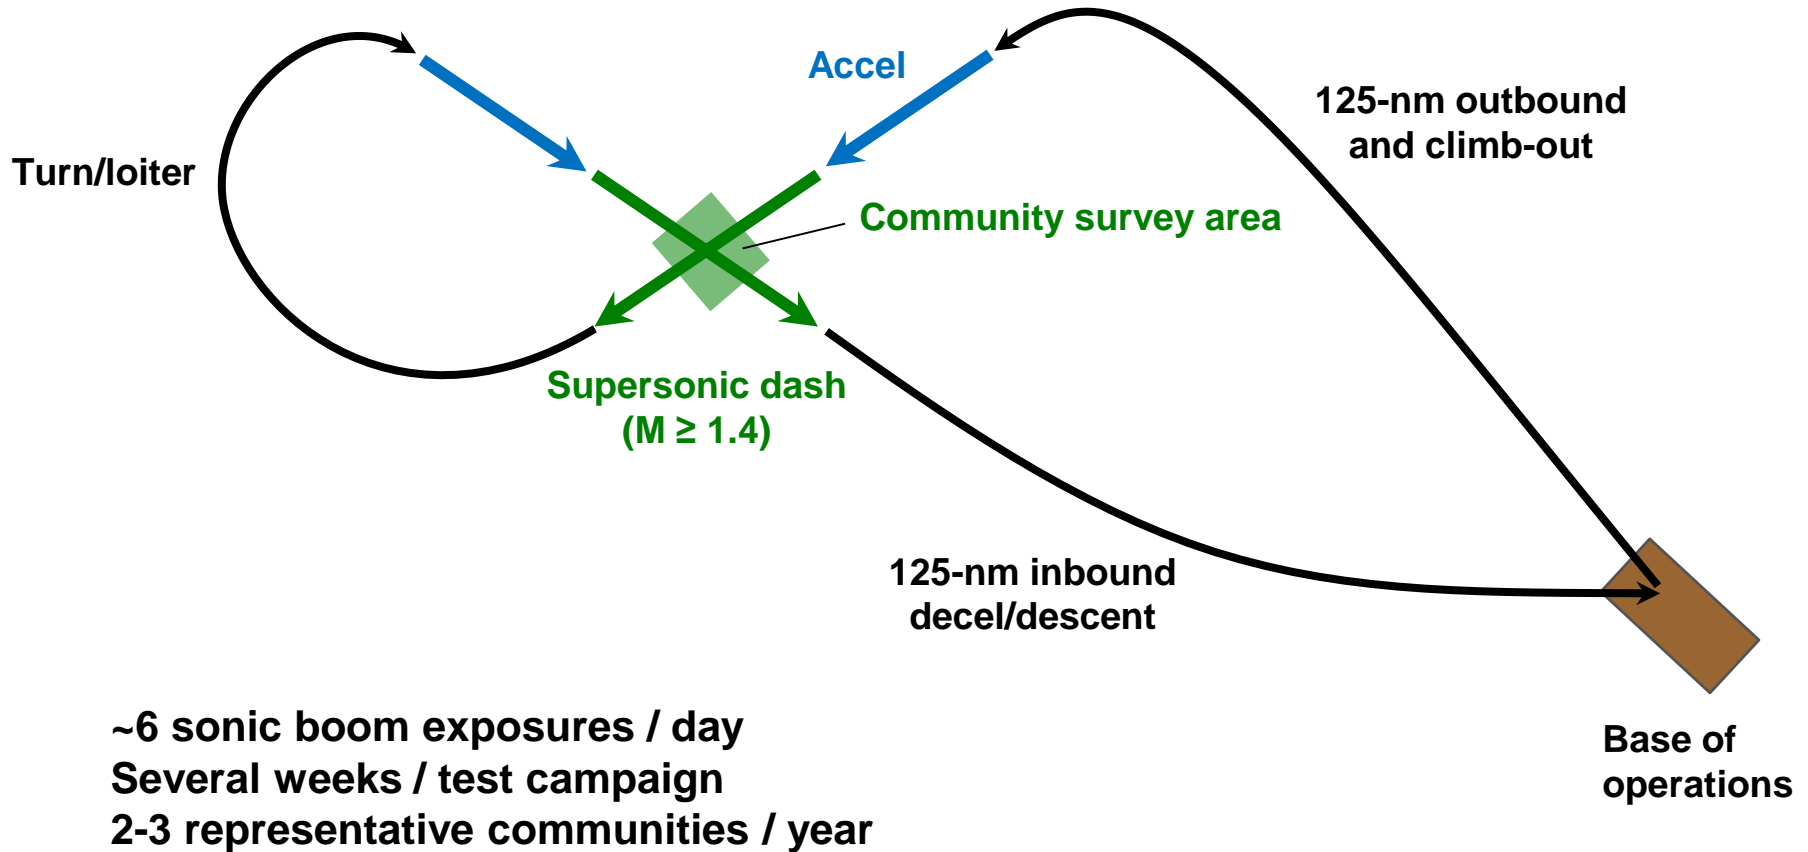 Accel
125-nm outbound
and climb-out
Turn/loiter
Community survey area
Supersonic dash
(M ≥ 1.4)
125-nm inbound
decel/descent
~6 sonic boom exposures / day
Several weeks / test campaign
2-3 representative communities / year
Base of
operations